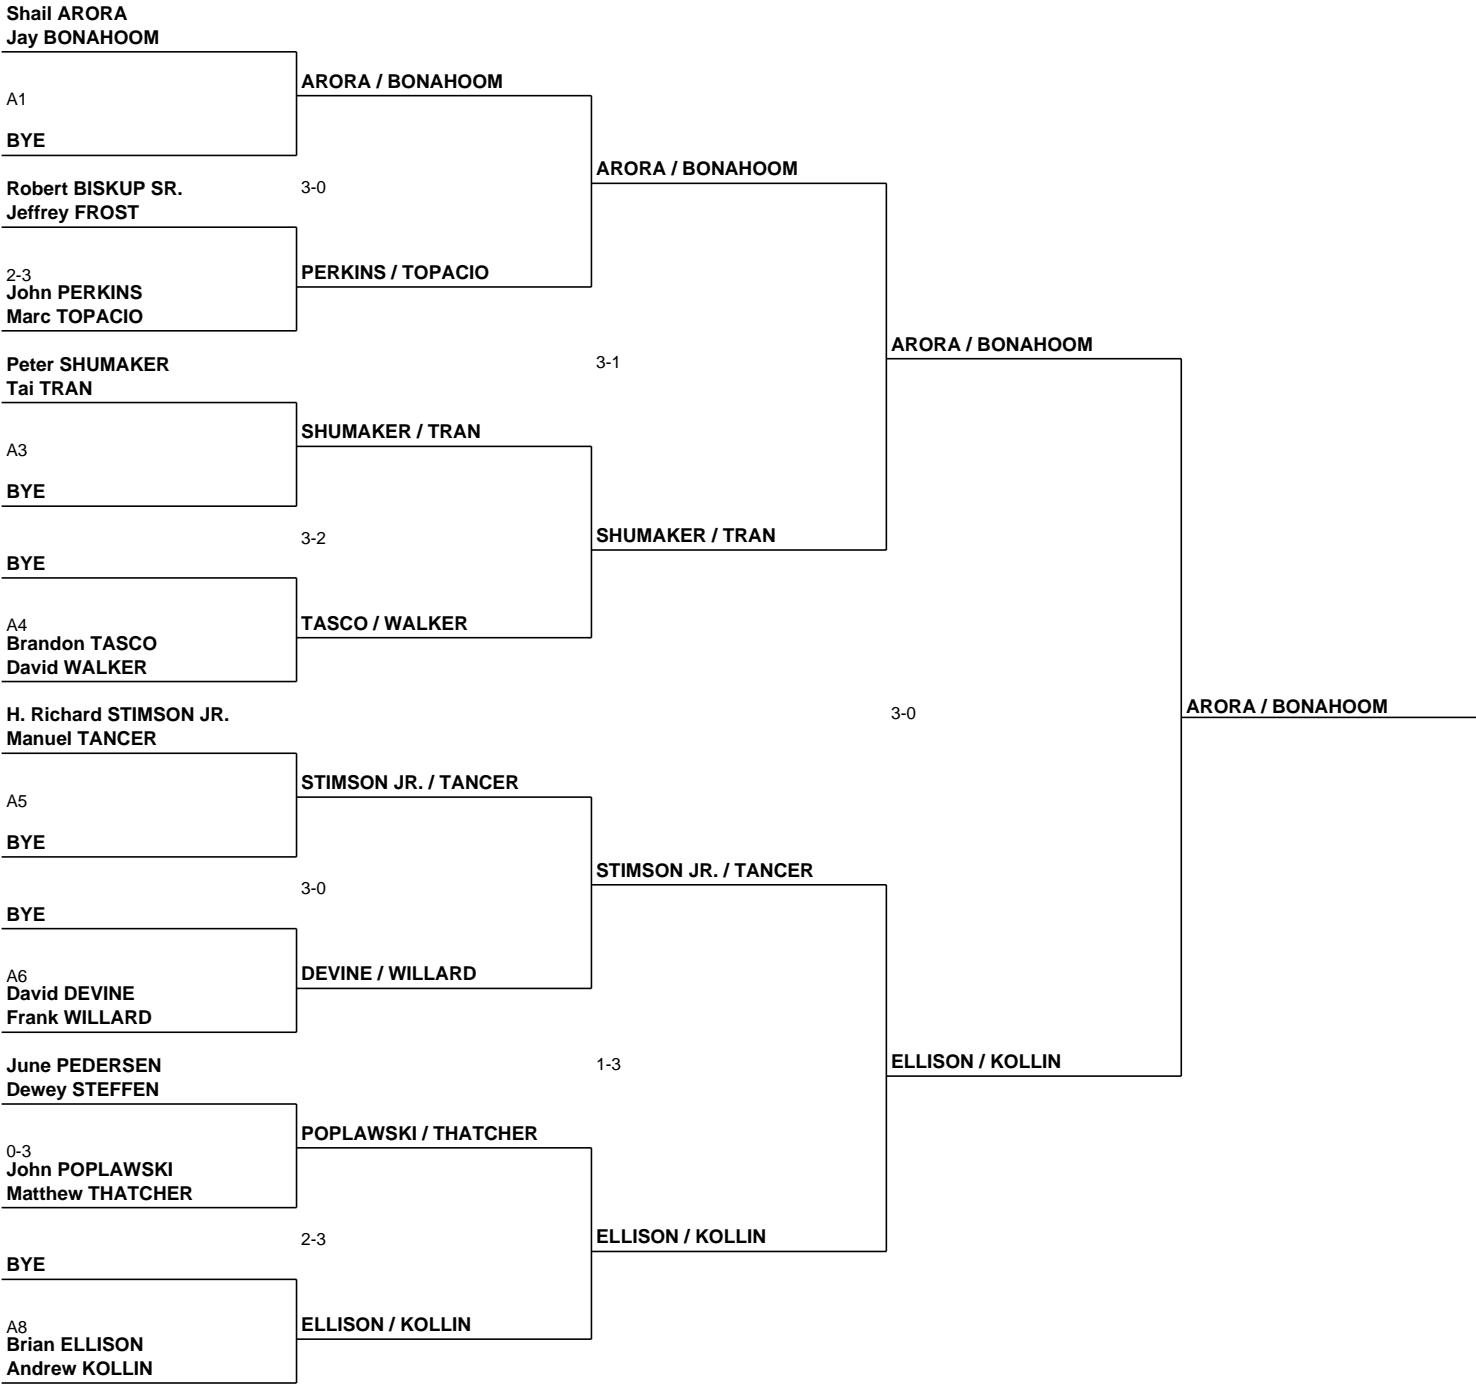 Shail ARORA
Jay BONAHOOM
ARORA / BONAHOOM
A1
BYE
ARORA / BONAHOOM
Robert BISKUP SR.
3-0
Jeffrey FROST
2-3
PERKINS / TOPACIO
John PERKINS
Marc TOPACIO
ARORA / BONAHOOM
Peter SHUMAKER
3-1
Tai TRAN
SHUMAKER / TRAN
A3
BYE
3-2
SHUMAKER / TRAN
BYE
A4
TASCO / WALKER
Brandon TASCO
David WALKER
H. Richard STIMSON JR.
3-0
ARORA / BONAHOOM
Manuel TANCER
STIMSON JR. / TANCER
A5
BYE
STIMSON JR. / TANCER
3-0
BYE
A6
DEVINE / WILLARD
David DEVINE
Frank WILLARD
June PEDERSEN
1-3
ELLISON / KOLLIN
Dewey STEFFEN
POPLAWSKI / THATCHER
0-3
John POPLAWSKI
Matthew THATCHER
2-3
ELLISON / KOLLIN
BYE
A8
ELLISON / KOLLIN
Brian ELLISON
Andrew KOLLIN